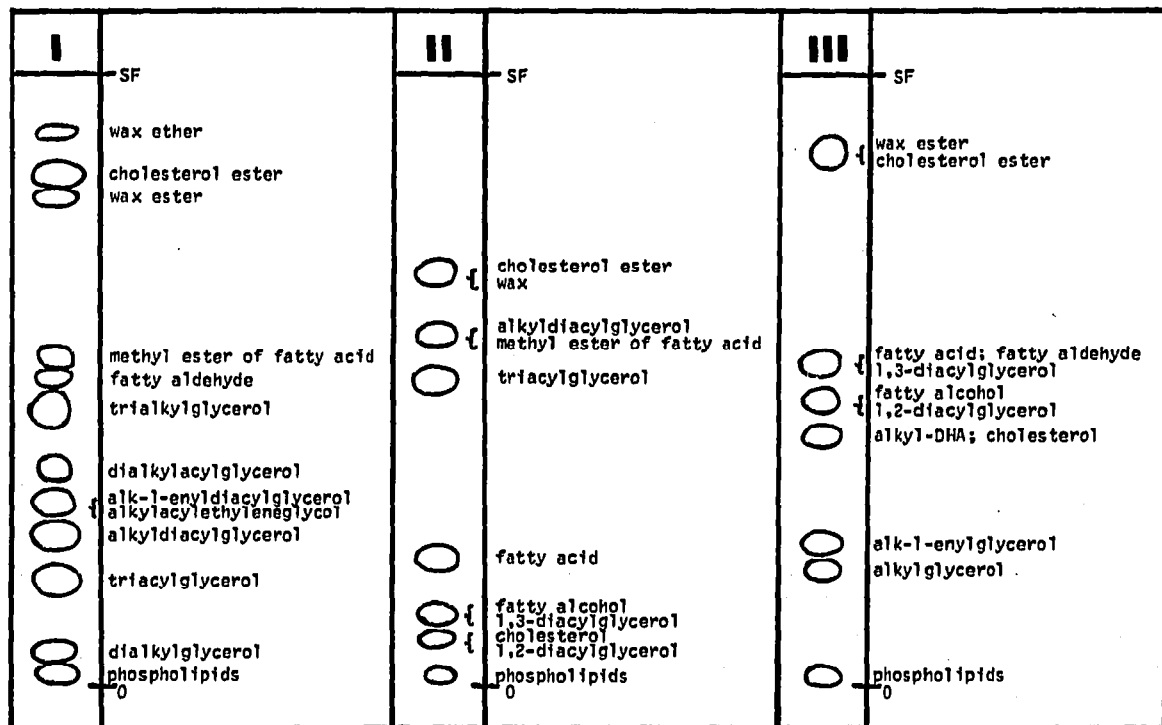 I
SF
wax ether
cholesterol ester
wax ester
methyl ester of fatty acid
fatty aldehyde
trialkylglycerol
dialkylacylglycerol
alk-1-enyldiacylglycerol
alkylacylethyleneglycol
alkyldiacylglycerol
triacylglycerol
dialkylglycerol
phospholipids
0
II
SF
cholesterol ester
wax
alkyldiacylglycerol
methyl ester of fatty acid
triacylglycerol
fatty acid
fatty alcohol
1,3-diacylglycerol
cholesterol
1,2-diacylglycerol
phospholipids
0
III
SF
wax ester
cholesterol ester
fatty acid; fatty aldehyde
1,3-diacylglycerol
fatty alcohol
1,2-diacylglycerol
alkyl-DHA; cholesterol
alk-1-enylglycerol
alkylglycerol
phospholipids
0